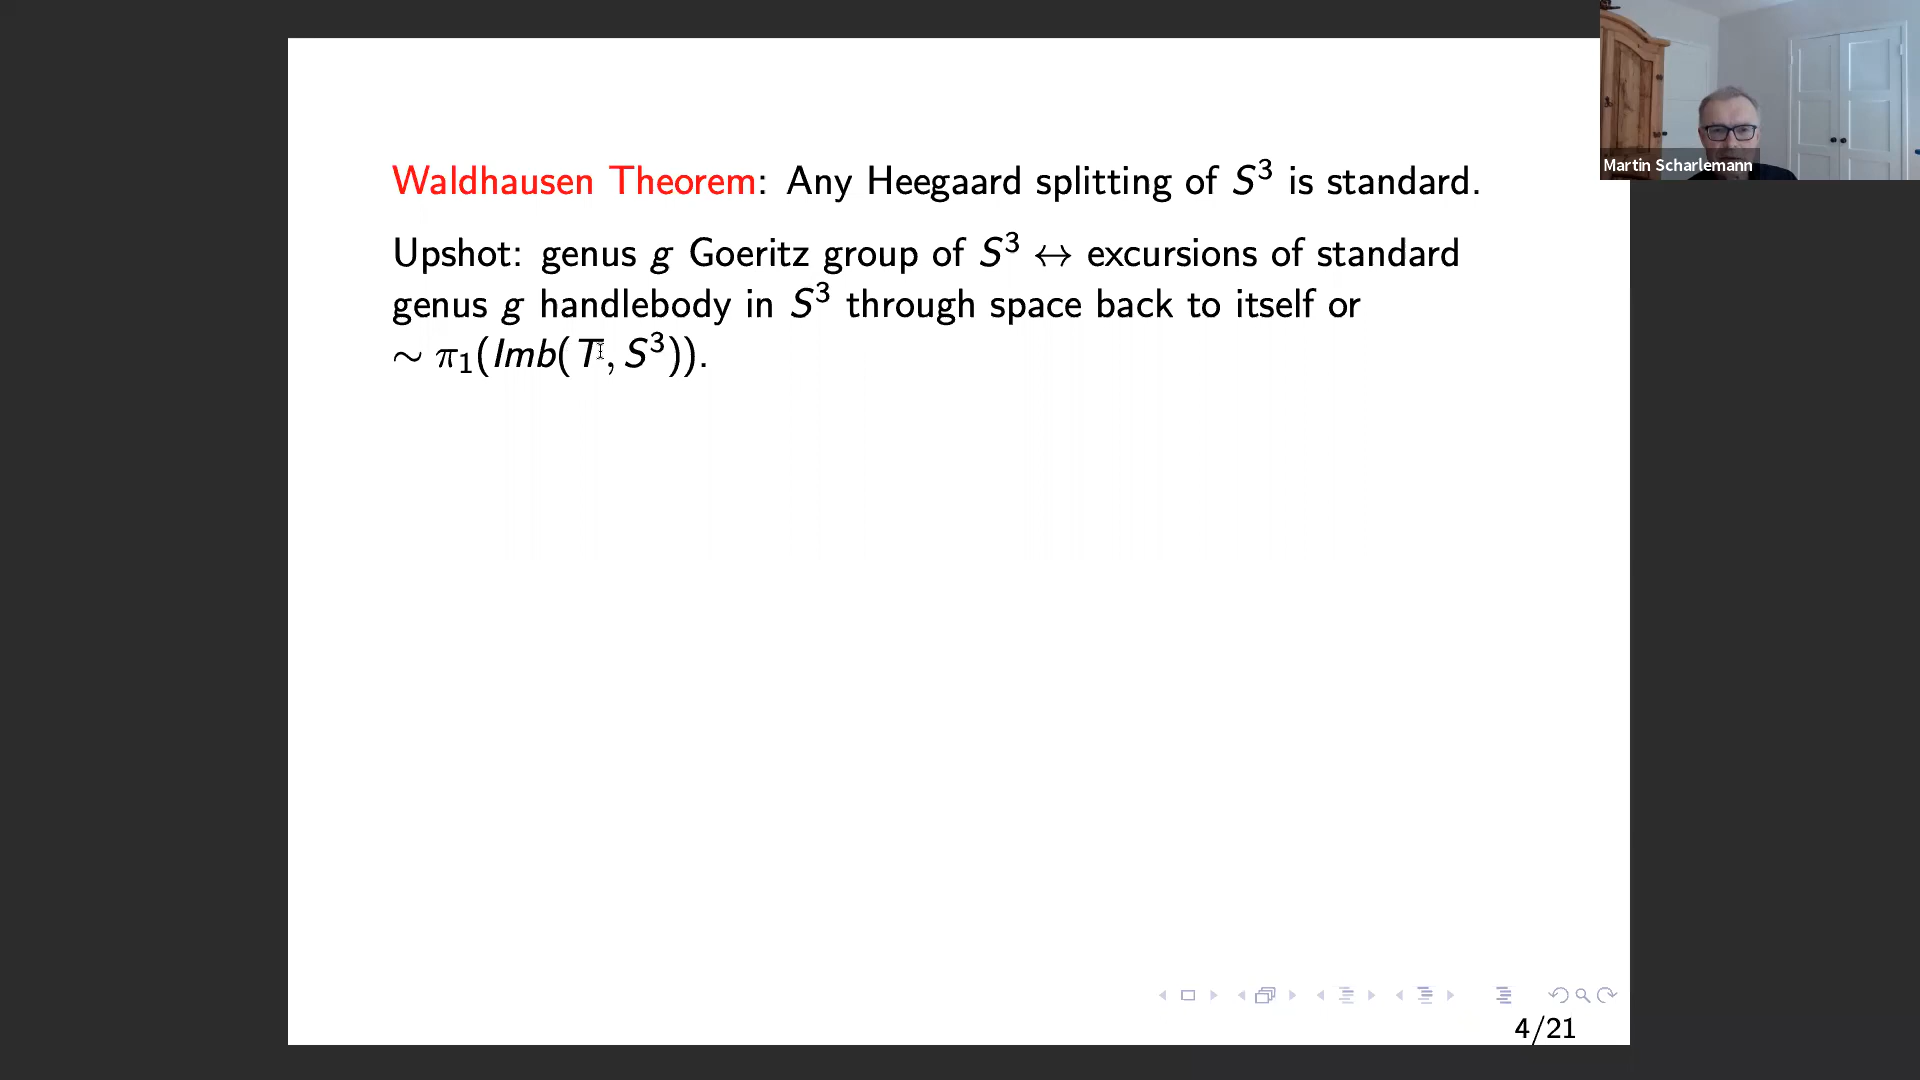 Martin Scharlemann
Waldhausen Theorem: Any Heegaard splitting of S³ is standard.
Upshot: genus g Goeritz group of S³ ↔ excursions of standard
genus g handlebody in S³ through space back to itself or
∼ π₁(Imb(T, S³)).
4/21